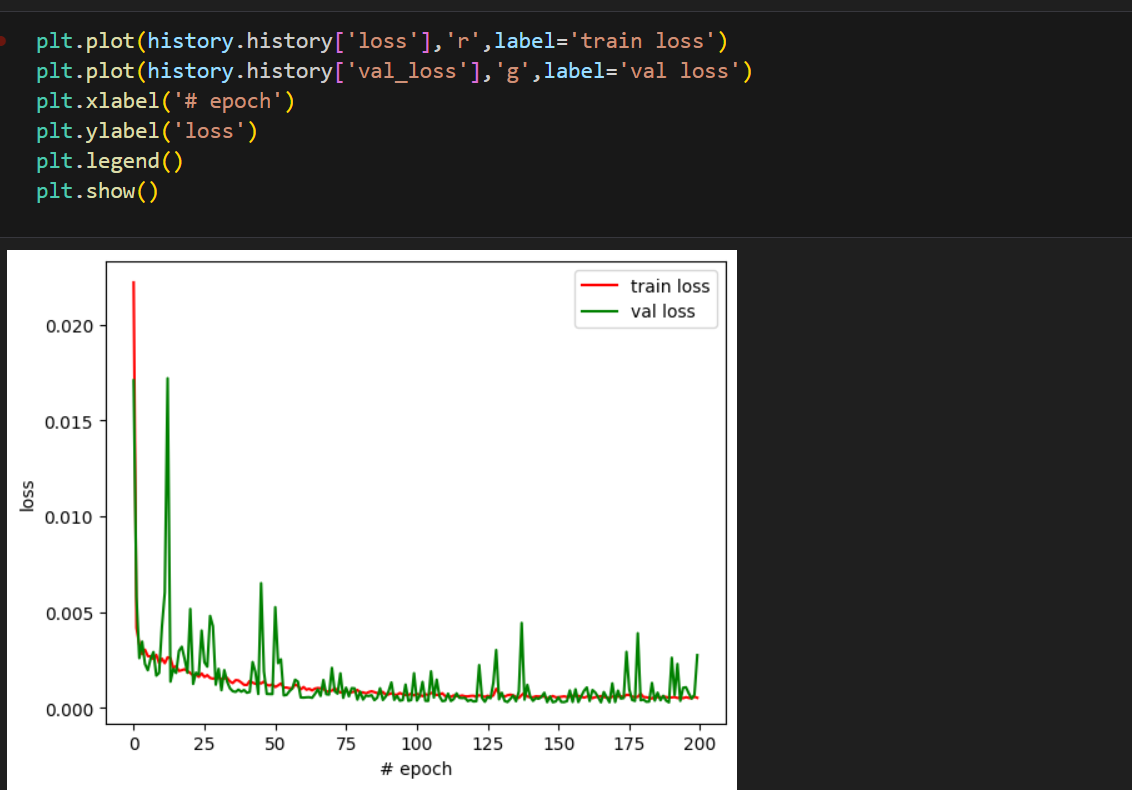 plt.plot(history.history['loss'],'r',label='train loss')
plt.plot(history.history['val_loss'],'g',label='val loss')
plt.xlabel('# epoch')
plt.ylabel('loss')
plt.legend()
plt.show()
train loss
val loss
0.020
0.015
0.010
0.005
0.000
loss
0 25 50 75 100 125 150 175 200
# epoch